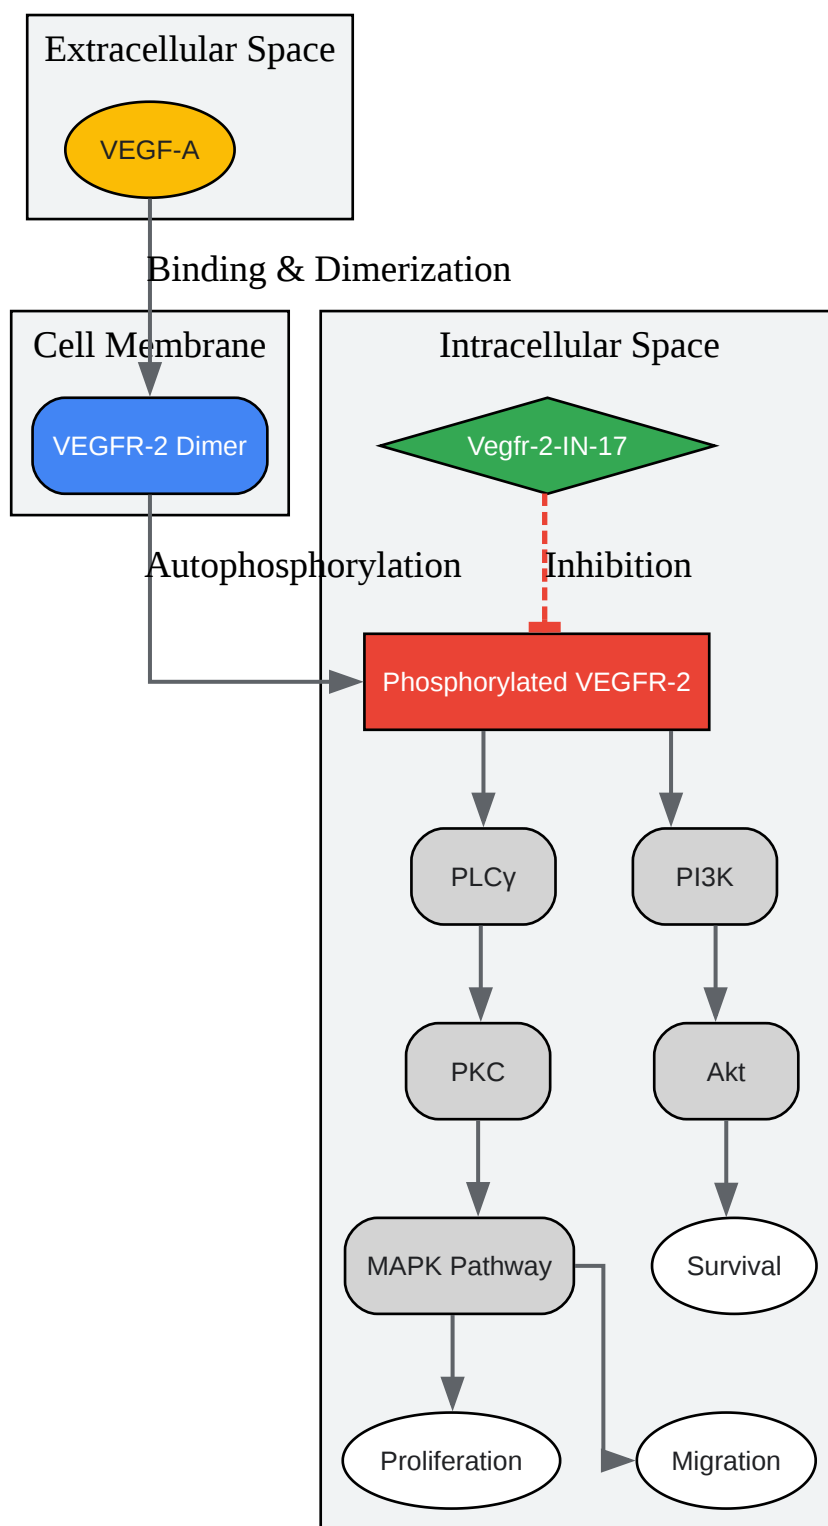 Extracellular Space
VEGF-A
Binding & Dimerization
Cell Membrane
Intracellular Space
VEGFR-2 Dimer
Vegfr-2-IN-17
Autophosphorylation
Inhibition
Phosphorylated VEGFR-2
PLCγ
PI3K
PKC
Akt
MAPK Pathway
Survival
Proliferation
Migration